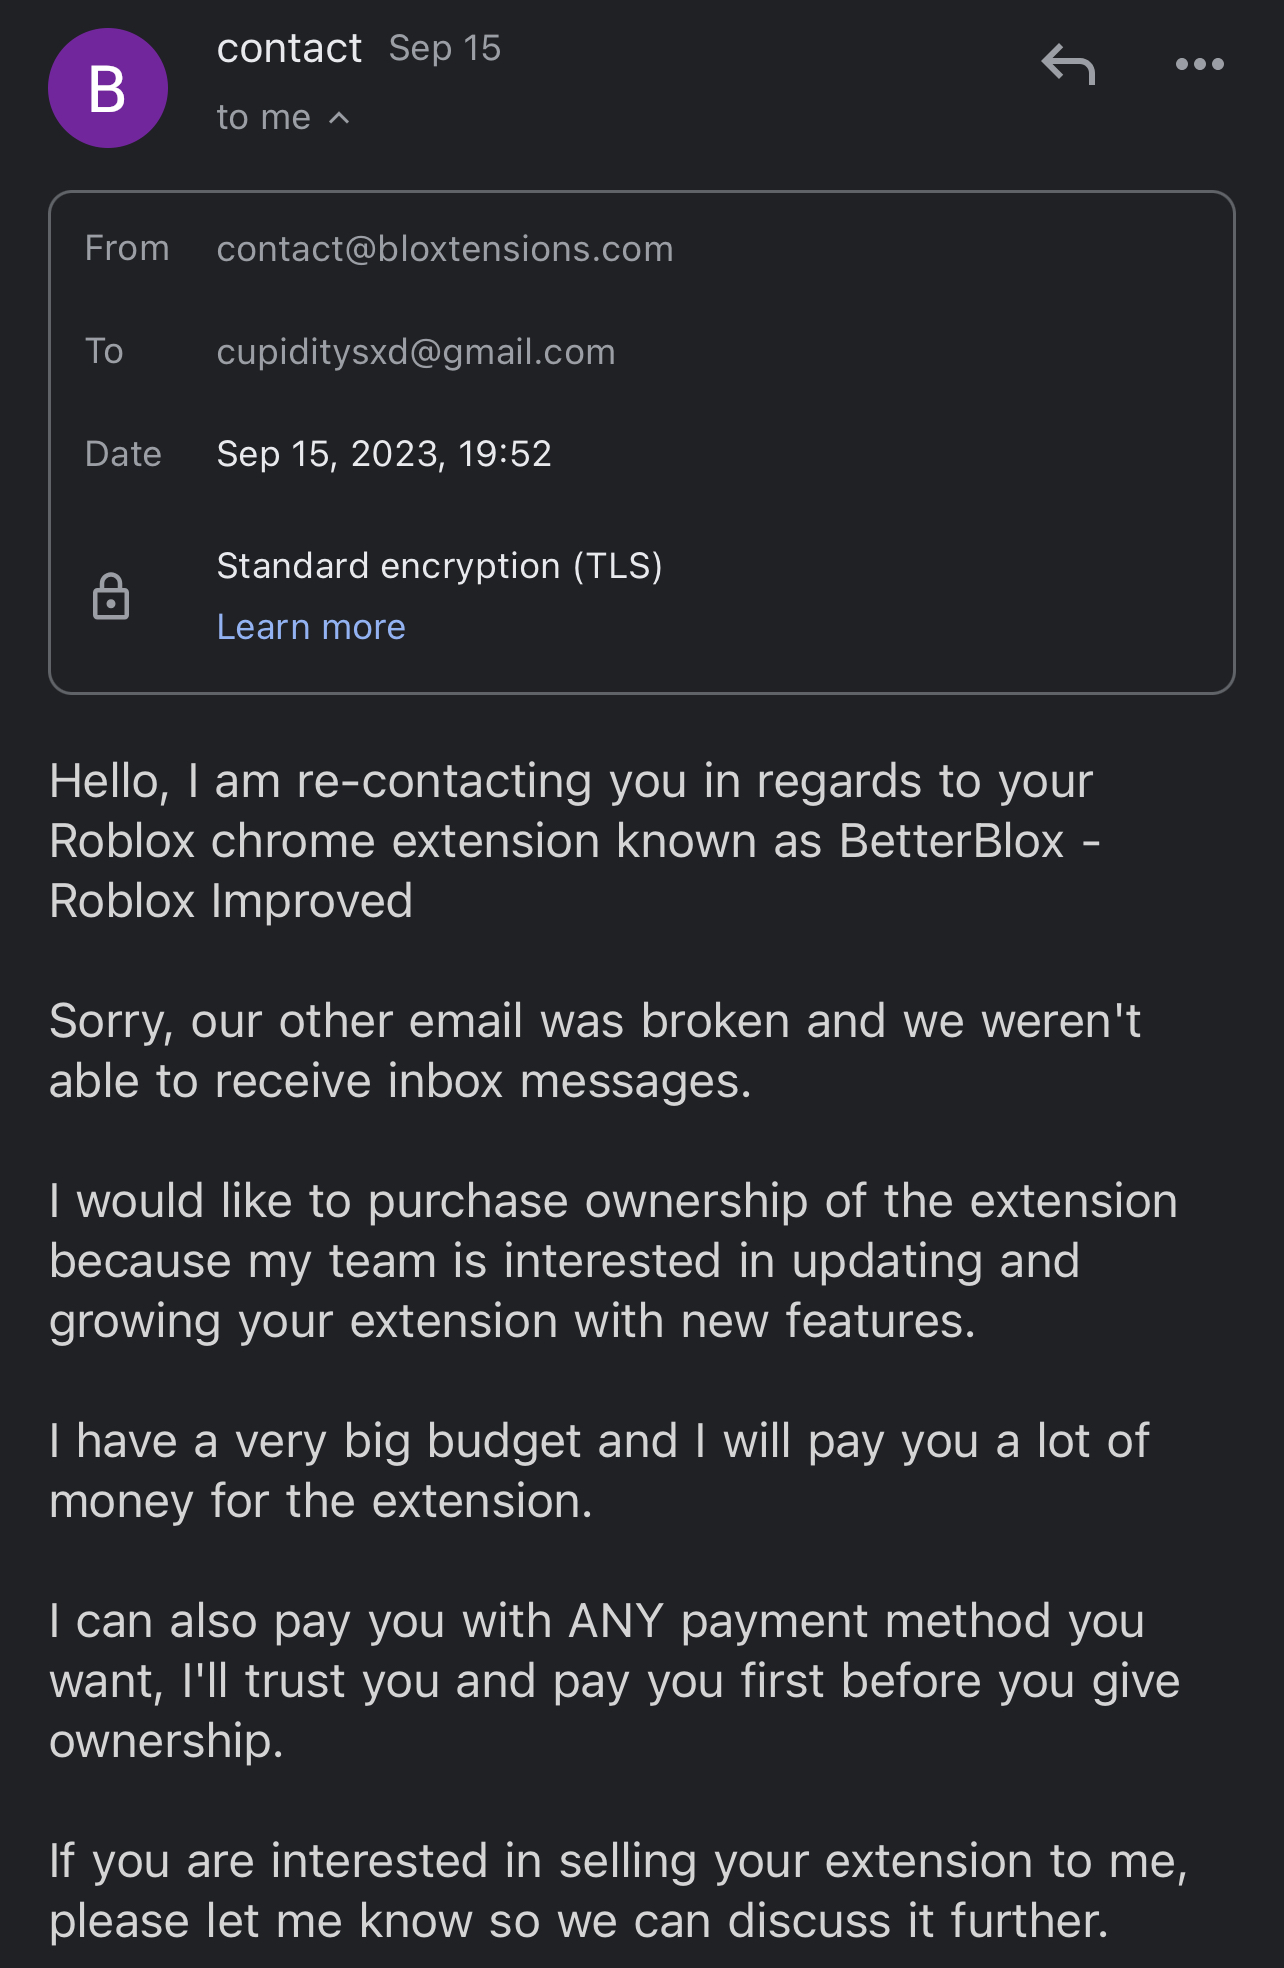 B
contact Sep 15
to me
From contact@bloxtensions.com
To cupiditysxd@gmail.com
Date Sep 15, 2023, 19:52
Standard encryption (TLS)
Learn more
Hello, I am re-contacting you in regards to your
Roblox chrome extension known as BetterBlox -
Roblox Improved
Sorry, our other email was broken and we weren't
able to receive inbox messages.
I would like to purchase ownership of the extension
because my team is interested in updating and
growing your extension with new features.
I have a very big budget and I will pay you a lot of
money for the extension.
I can also pay you with ANY payment method you
want, I'll trust you and pay you first before you give
ownership.
If you are interested in selling your extension to me,
please let me know so we can discuss it further.